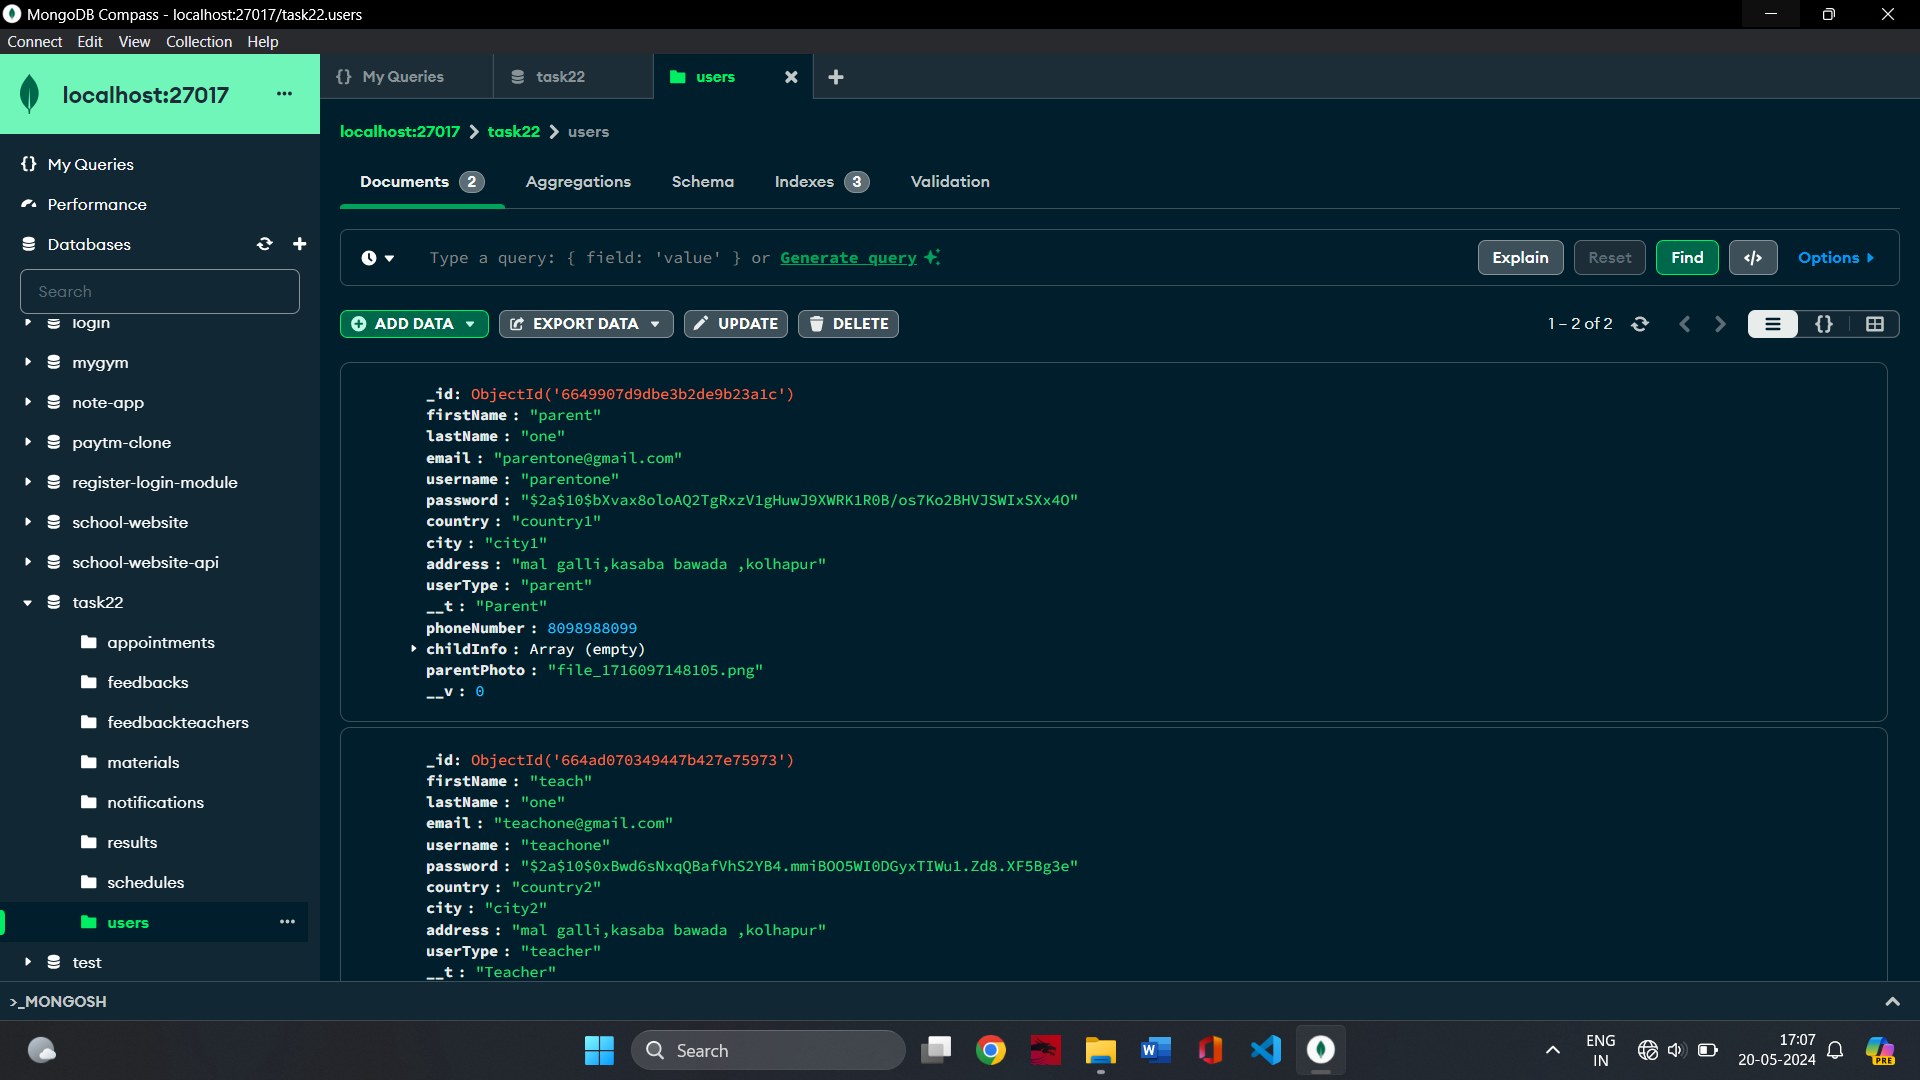 MongoDB Compass - localhost:27017/task22.users
Connect Edit View Collection Help
localhost:27017 ...
{} My Queries
Performance
Databases
Search
login
mygym
note-app
paytm-clone
register-login-module
school-website
school-website-api
task22
appointments
feedbacks
feedbackteachers
materials
notifications
results
schedules
users ...
test
{} My Queries task22 users
localhost:27017 > task22 > users
Documents 2 Aggregations Schema Indexes 3 Validation
Type a query: { field: 'value' } or Generate query Explain Reset Find </> Options
ADD DATA EXPORT DATA UPDATE DELETE 1 – 2 of 2 {}
_id: ObjectId('6649907d9dbe3b2de9b23a1c')
firstName : "parent"
lastName : "one"
email : "parentone@gmail.com"
username : "parentone"
password : "$2a$10$bXvax8oloAQ2TgRxzV1gHuwJ9XWRK1R0B/os7Ko2BHVJSWIxSXx4O"
country : "country1"
city : "city1"
address : "mal galli,kasaba bawada ,kolhapur"
userType : "parent"
__t : "Parent"
phoneNumber : 8098988099
childInfo : Array (empty)
parentPhoto : "file_1716097148105.png"
__v : 0
_id: ObjectId('664ad070349447b427e75973')
firstName : "teach"
lastName : "one"
email : "teachone@gmail.com"
username : "teachone"
password : "$2a$10$0xBwd6sNxqQBafVhS2YB4.mmiBOO5WI0DGyxTIWu1.Zd8.XF5Bg3e"
country : "country2"
city : "city2"
address : "mal galli,kasaba bawada ,kolhapur"
userType : "teacher"
__t : "Teacher"
>_MONGOSH
Search
W
ENG
IN
17:07
20-05-2024
PRE